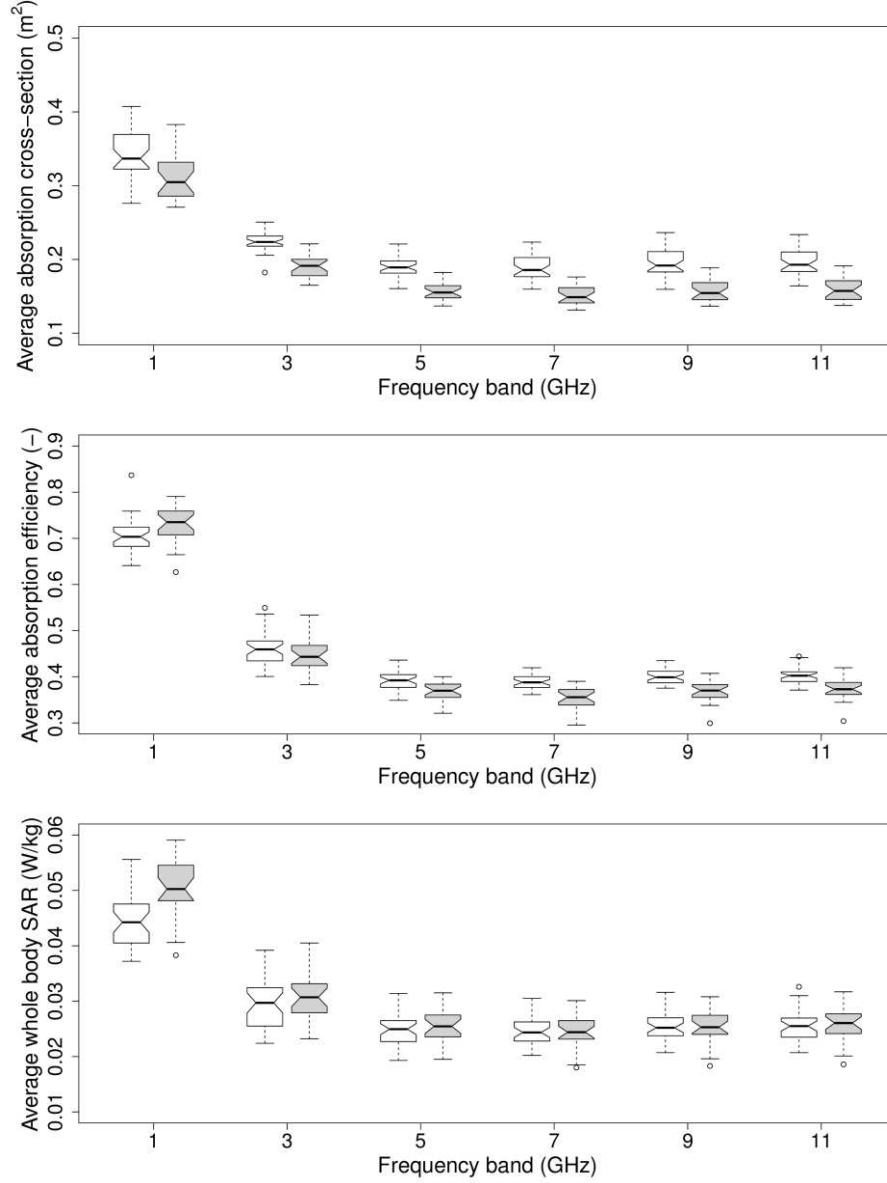 Average absorption cross−section (m²)
0.5
0.4
0.3
0.2
0.1
1 3 5 7 9 11
Frequency band (GHz)
Average absorption efficiency (−)
0.9
0.8
0.7
0.6
0.5
0.4
0.3
1 3 5 7 9 11
Frequency band (GHz)
Average whole body SAR (W/kg)
0.06
0.05
0.04
0.03
0.02
0.01
1 3 5 7 9 11
Frequency band (GHz)